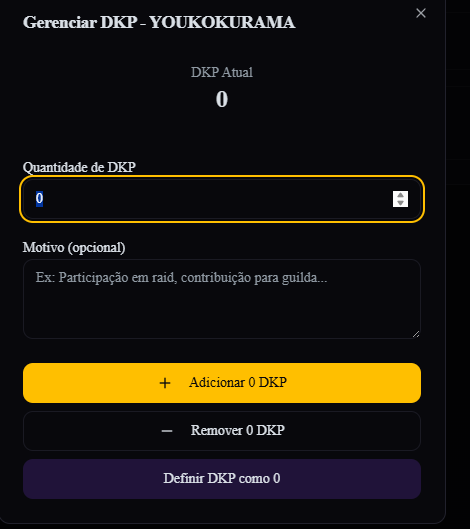 Gerenciar DKP - YOUKOKURAMA
DKP Atual
0
Quantidade de DKP
0
Motivo (opcional)
Ex: Participação em raid, contribuição para guilda...
Adicionar 0 DKP
Remover 0 DKP
Definir DKP como 0